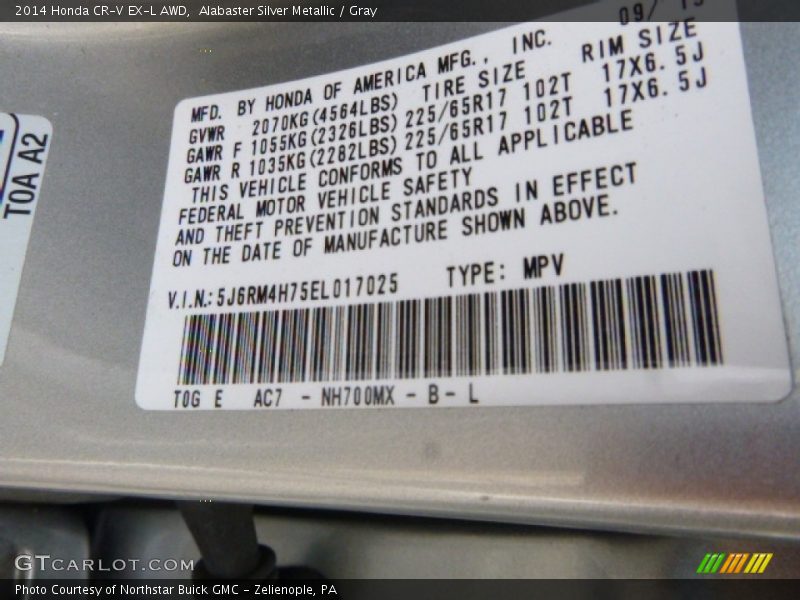 2014 Honda CR-V EX-L AWD, Alabaster Silver Metallic / Gray
09/ 13
MFD. BY HONDA OF AMERICA MFG., INC.
GVWR 2070KG(4564LBS) TIRE SIZE RIM SIZE
GAWR F 1055KG(2326LBS) 225/65R17 102T 17X6.5J
GAWR R 1035KG(2282LBS) 225/65R17 102T 17X6.5J
THIS VEHICLE CONFORMS TO ALL APPLICABLE
FEDERAL MOTOR VEHICLE SAFETY
AND THEFT PREVENTION STANDARDS IN EFFECT
ON THE DATE OF MANUFACTURE SHOWN ABOVE.
V.I.N.: 5J6RM4H75EL017025 TYPE: MPV
T0G E AC7 - NH700MX - B - L
T0A A2
GTCARLOT.COM
Photo Courtesy of Northstar Buick GMC - Zelienople, PA